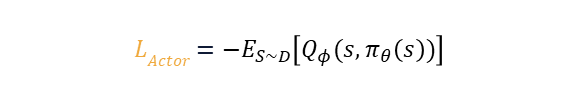 L_Actor = −E_{S~D}[Q_ϕ(s, π_θ(s))]